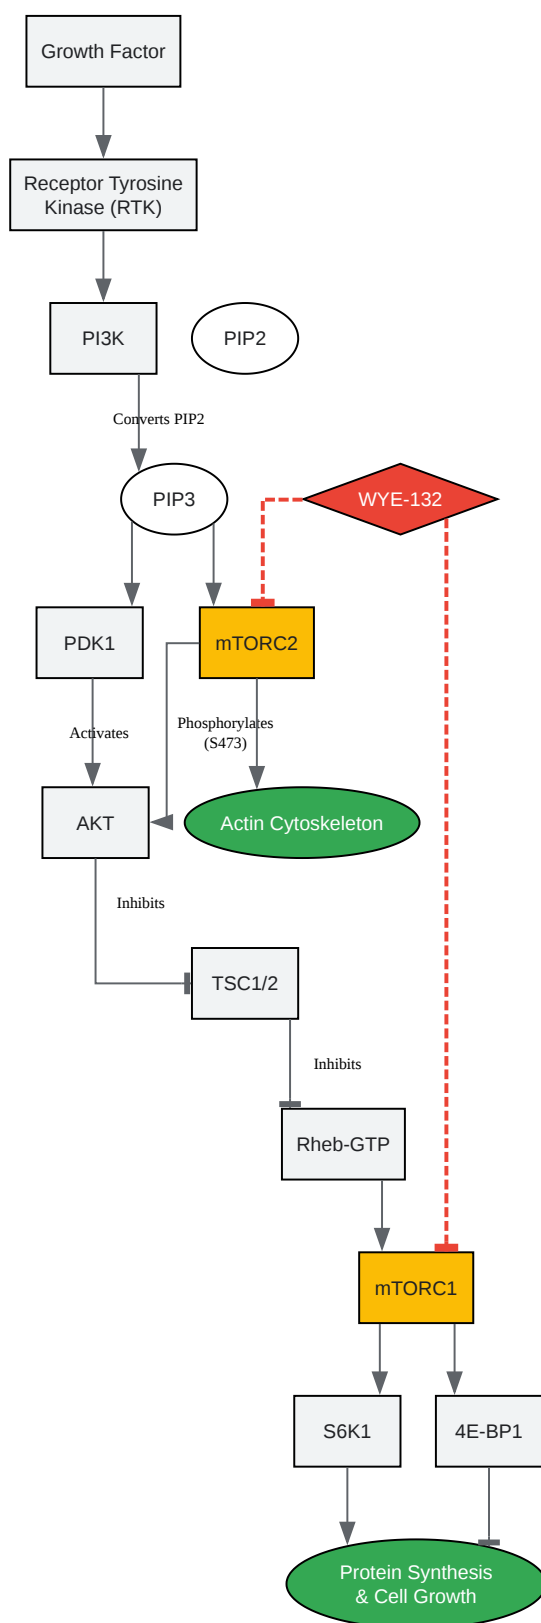 Growth Factor
Receptor Tyrosine
Kinase (RTK)
PI3K
PIP2
Converts PIP2
PIP3
WYE-132
PDK1
mTORC2
Activates
Phosphorylates
(S473)
AKT
Actin Cytoskeleton
Inhibits
TSC1/2
Inhibits
Rheb-GTP
mTORC1
S6K1
4E-BP1
Protein Synthesis
& Cell Growth